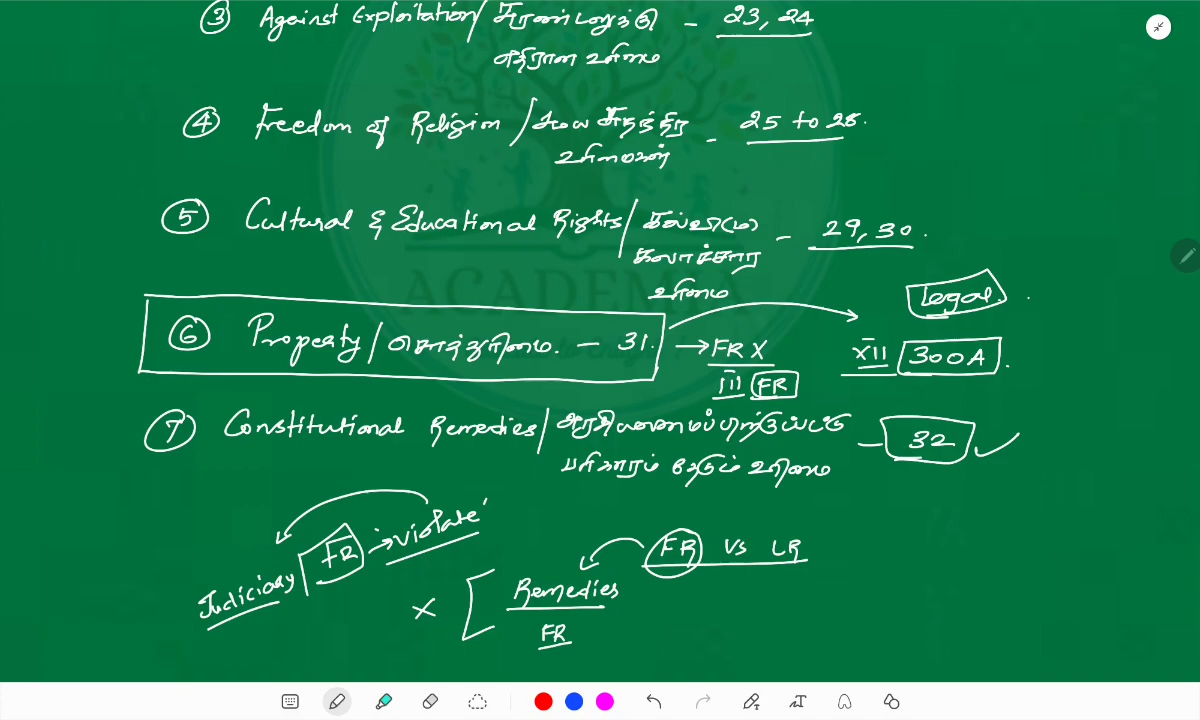 ③ Against Exploitation / சுரண்டலுக்கு - 23, 24
எதிரான உரிமை
④ Freedom of Religion / சமய சுதந்திர - 25 to 28.
உரிமைகள்
⑤ Cultural & Educational Rights / கல்வி (ம) - 29, 30.
கலாச்சார
உரிமை
Legal.
⑥ Property / சொத்துரிமை. - 31. → FR X XII 300A.
III FR
⑦ Constitutional Remedies / அரசியலமைப்புக்குட்பட்டு - 32
பரிகாரம் தேடும் உரிமை
Judiciary FR → violate
FR Vs LR
× [ Remedies
FR
ACADEMY